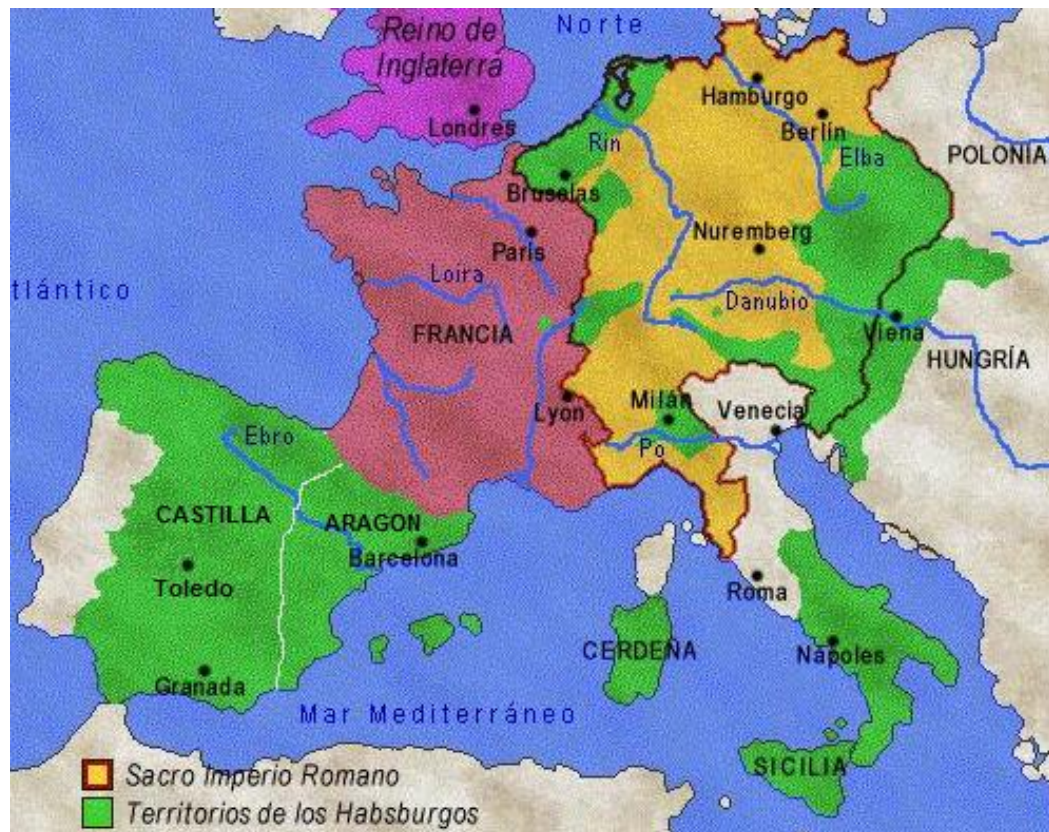 Reino de
Inglaterra
Norte
Londres
Hamburgo
Berlín
Rin
Elba
POLONIA
Bruselas
París
Nuremberg
tlántico
Loira
Danubio
FRANCIA
Viena
HUNGRÍA
Lyon
Milán
Venecia
Po
Ebro
CASTILLA
ARAGON
Barcelona
Toledo
Roma
CERDEÑA
Nápoles
Granada
Mar Mediterráneo
SICILIA
Sacro Imperio Romano
Territorios de los Habsburgos